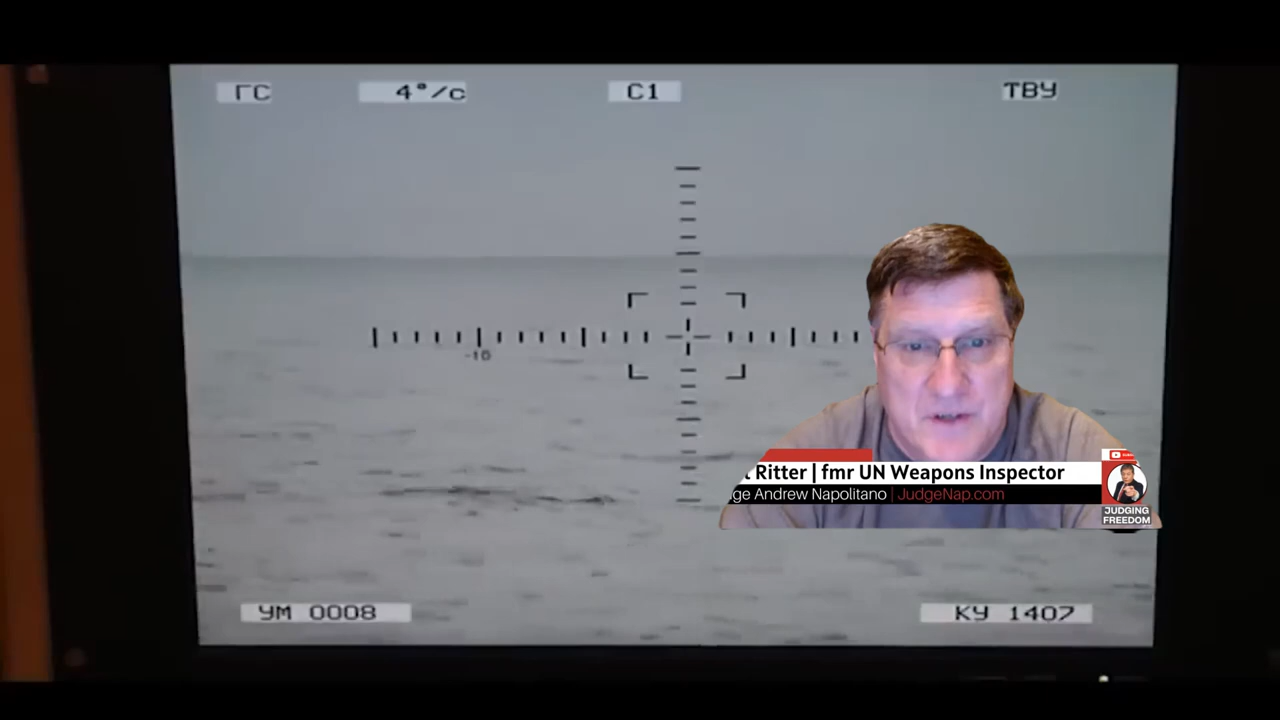 ГС 4°/c С1 ТВУ
-10
t Ritter | fmr UN Weapons Inspector
ge Andrew Napolitano | JudgeNap.com
JUDGING
FREEDOM
УМ 0008 КУ 1407